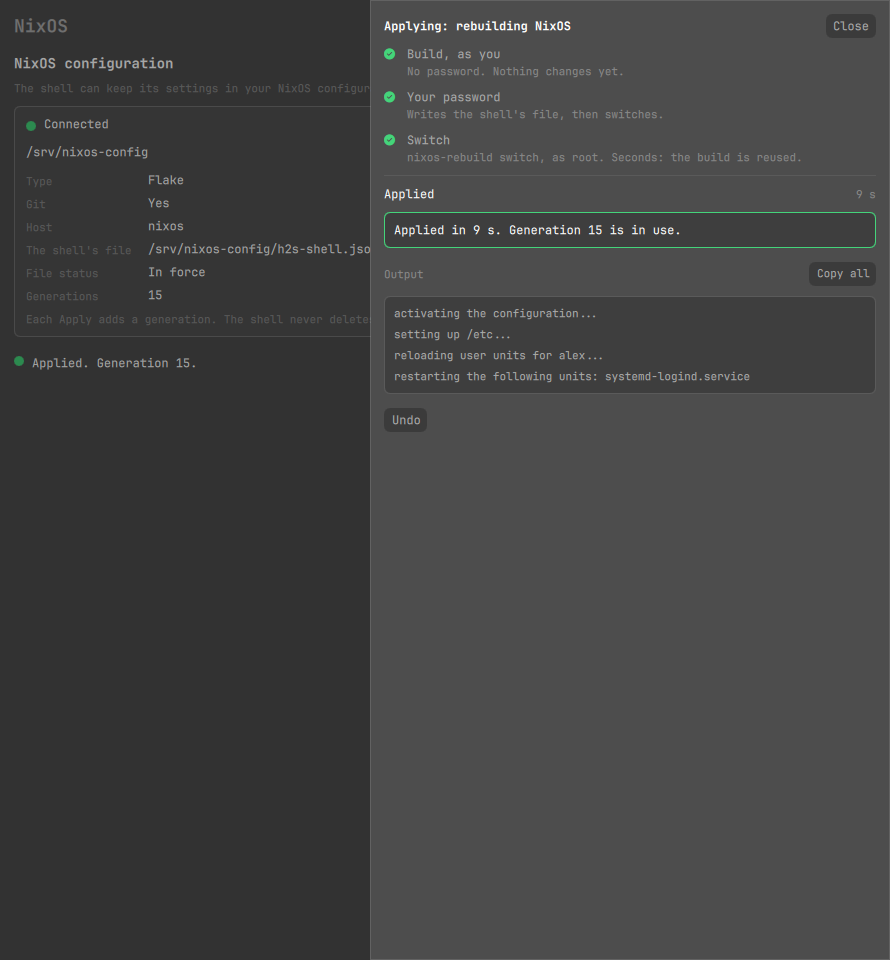 NixOS
NixOS configuration
The shell can keep its settings in your NixOS configur
Connected
/srv/nixos-config
Type Flake
Git Yes
Host nixos
The shell's file /srv/nixos-config/h2s-shell.jso
File status In force
Generations 15
Each Apply adds a generation. The shell never delete
Applied. Generation 15.
Applying: rebuilding NixOS
Close
Build, as you
No password. Nothing changes yet.
Your password
Writes the shell's file, then switches.
Switch
nixos-rebuild switch, as root. Seconds: the build is reused.
Applied 9 s
Applied in 9 s. Generation 15 is in use.
Output
Copy all
activating the configuration...
setting up /etc...
reloading user units for alex...
restarting the following units: systemd-logind.service
Undo